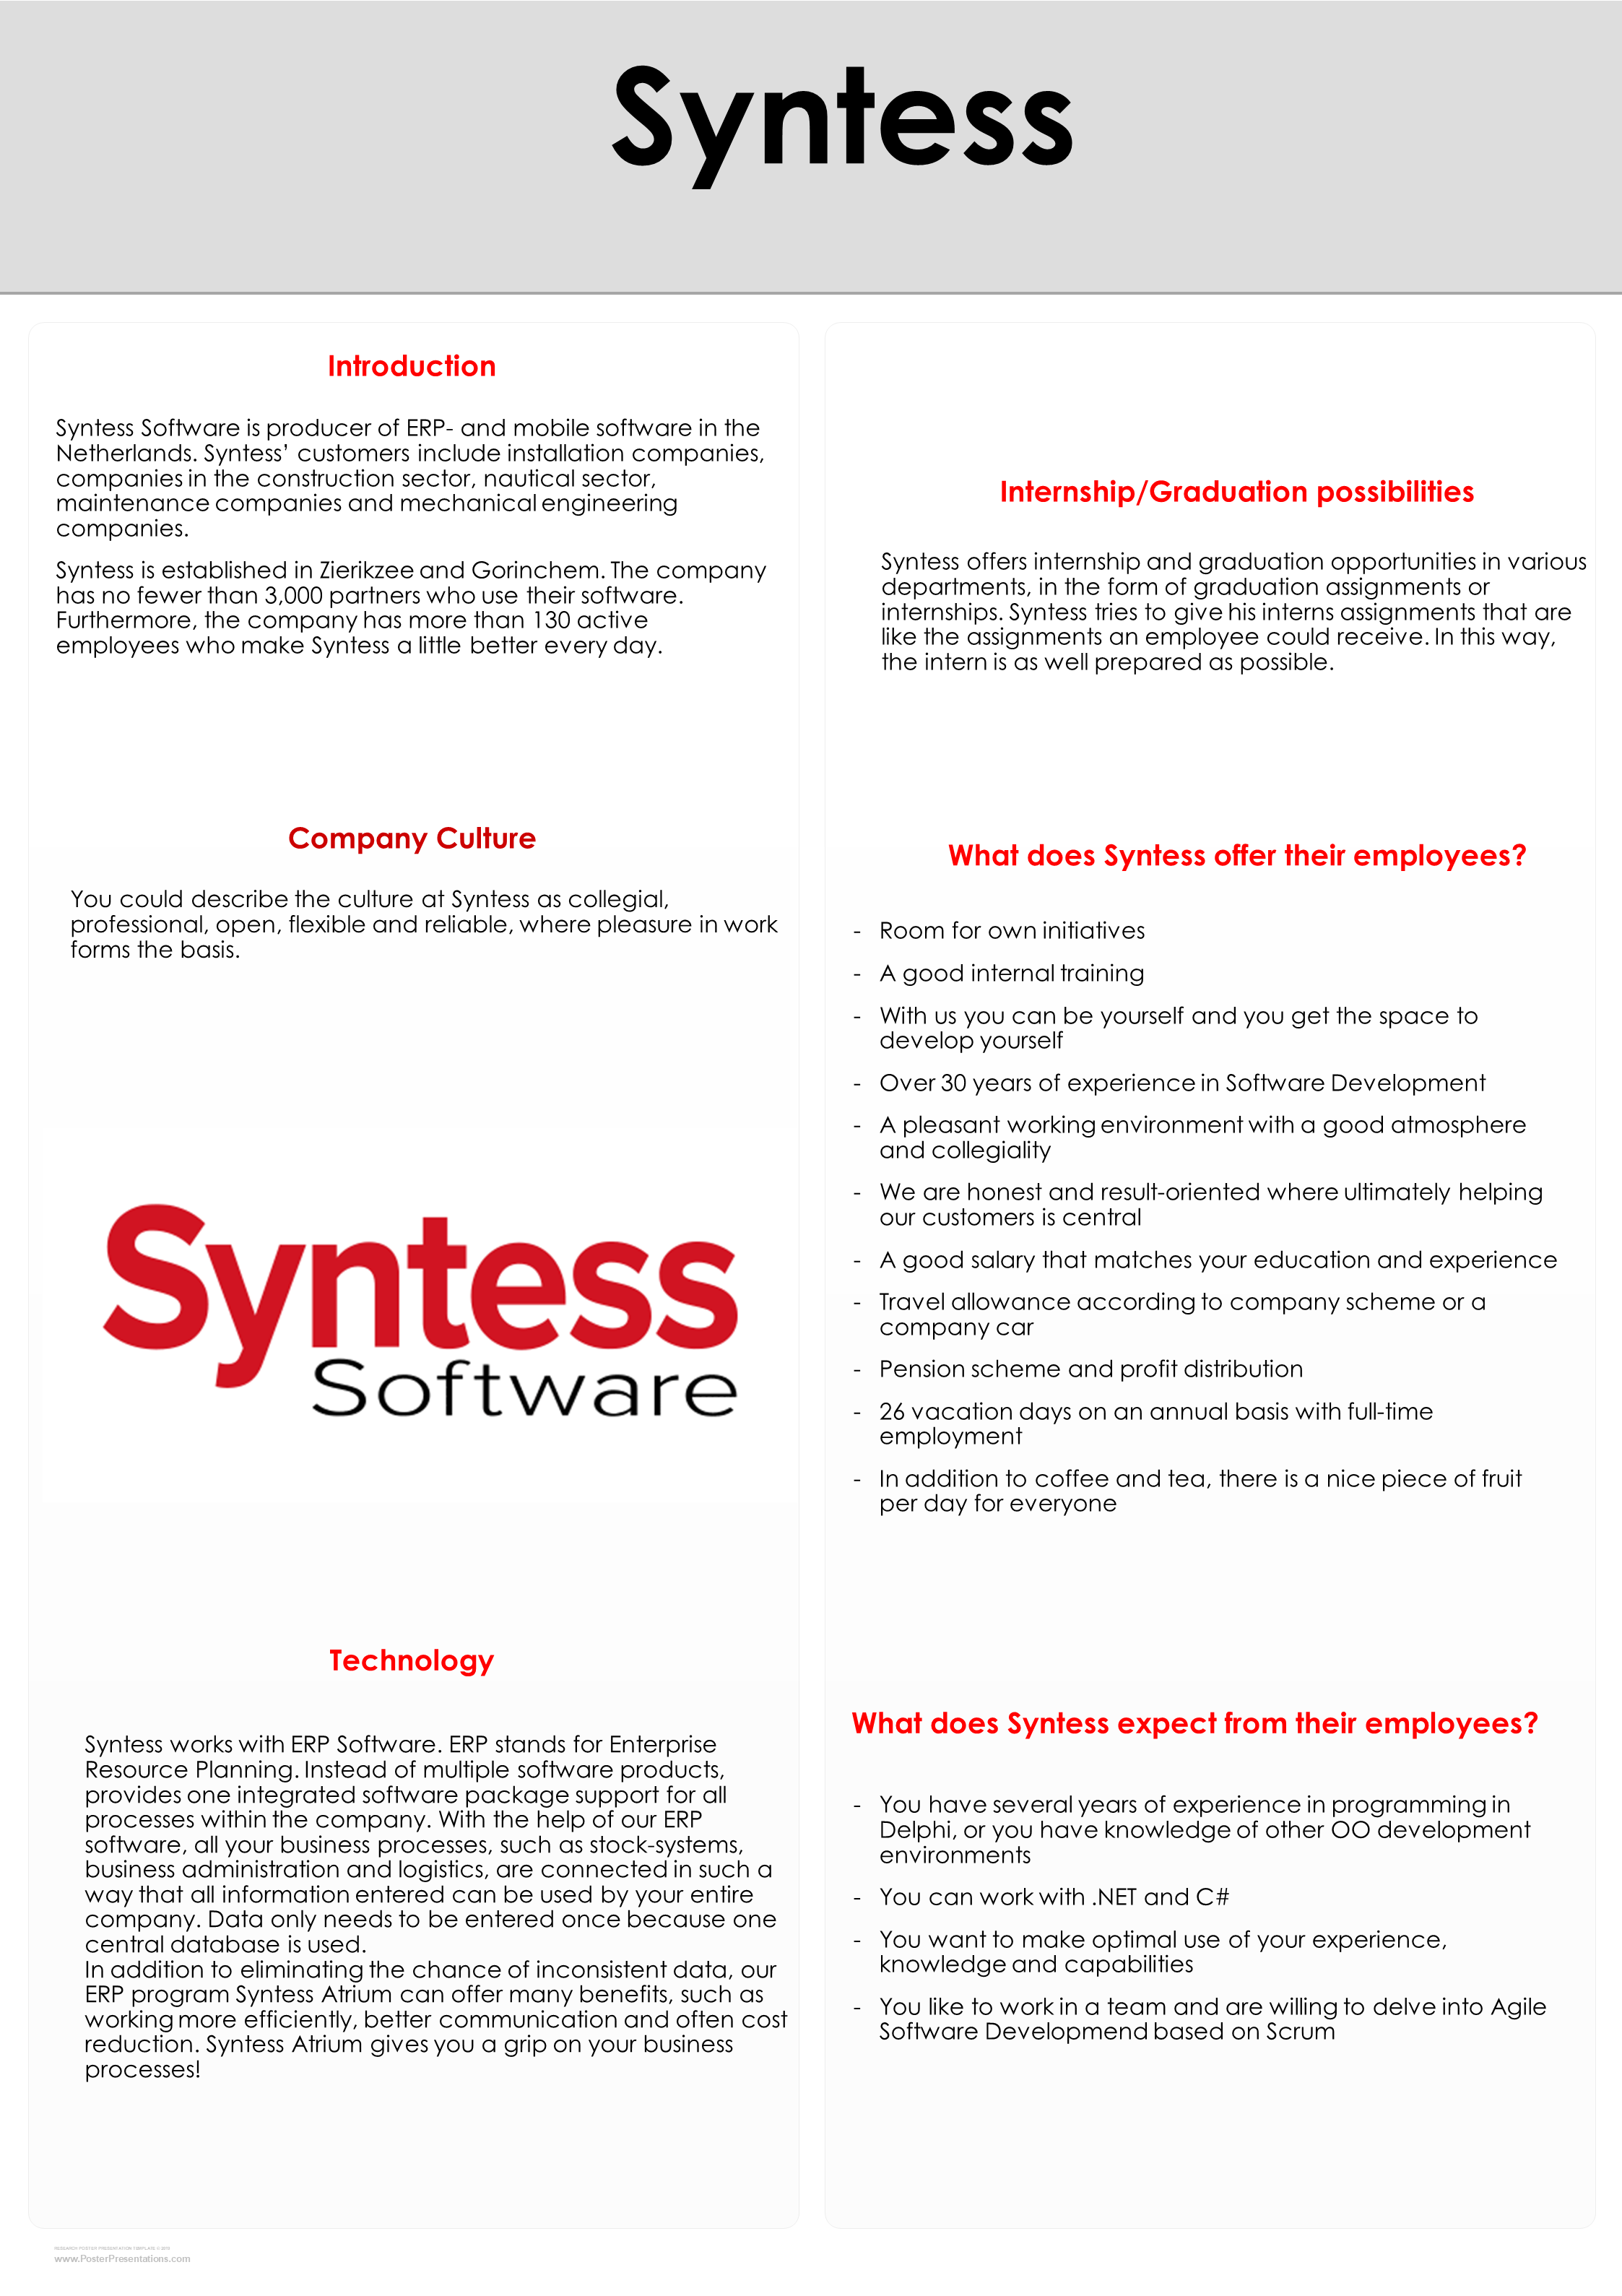 Syntess
Introduction
Syntess Software is producer of ERP- and mobile software in the
Netherlands. Syntess’ customers include installation companies,
companies in the construction sector, nautical sector,
maintenance companies and mechanical engineering
companies.
Syntess is established in Zierikzee and Gorinchem. The company
has no fewer than 3,000 partners who use their software.
Furthermore, the company has more than 130 active
employees who make Syntess a little better every day.
Company Culture
You could describe the culture at Syntess as collegial,
professional, open, flexible and reliable, where pleasure in work
forms the basis.
Syntess
Software
Technology
Syntess works with ERP Software. ERP stands for Enterprise
Resource Planning. Instead of multiple software products,
provides one integrated software package support for all
processes within the company. With the help of our ERP
software, all your business processes, such as stock-systems,
business administration and logistics, are connected in such a
way that all information entered can be used by your entire
company. Data only needs to be entered once because one
central database is used.
In addition to eliminating the chance of inconsistent data, our
ERP program Syntess Atrium can offer many benefits, such as
working more efficiently, better communication and often cost
reduction. Syntess Atrium gives you a grip on your business
processes!
Internship/Graduation possibilities
Syntess offers internship and graduation opportunities in various
departments, in the form of graduation assignments or
internships. Syntess tries to give his interns assignments that are
like the assignments an employee could receive. In this way,
the intern is as well prepared as possible.
What does Syntess offer their employees?
- Room for own initiatives
- A good internal training
- With us you can be yourself and you get the space to
develop yourself
- Over 30 years of experience in Software Development
- A pleasant working environment with a good atmosphere
and collegiality
- We are honest and result-oriented where ultimately helping
our customers is central
- A good salary that matches your education and experience
- Travel allowance according to company scheme or a
company car
- Pension scheme and profit distribution
- 26 vacation days on an annual basis with full-time
employment
- In addition to coffee and tea, there is a nice piece of fruit
per day for everyone
What does Syntess expect from their employees?
- You have several years of experience in programming in
Delphi, or you have knowledge of other OO development
environments
- You can work with .NET and C#
- You want to make optimal use of your experience,
knowledge and capabilities
- You like to work in a team and are willing to delve into Agile
Software Developmend based on Scrum
RESEARCH POSTER PRESENTATION TEMPLATE ©
www.PosterPresentations.com